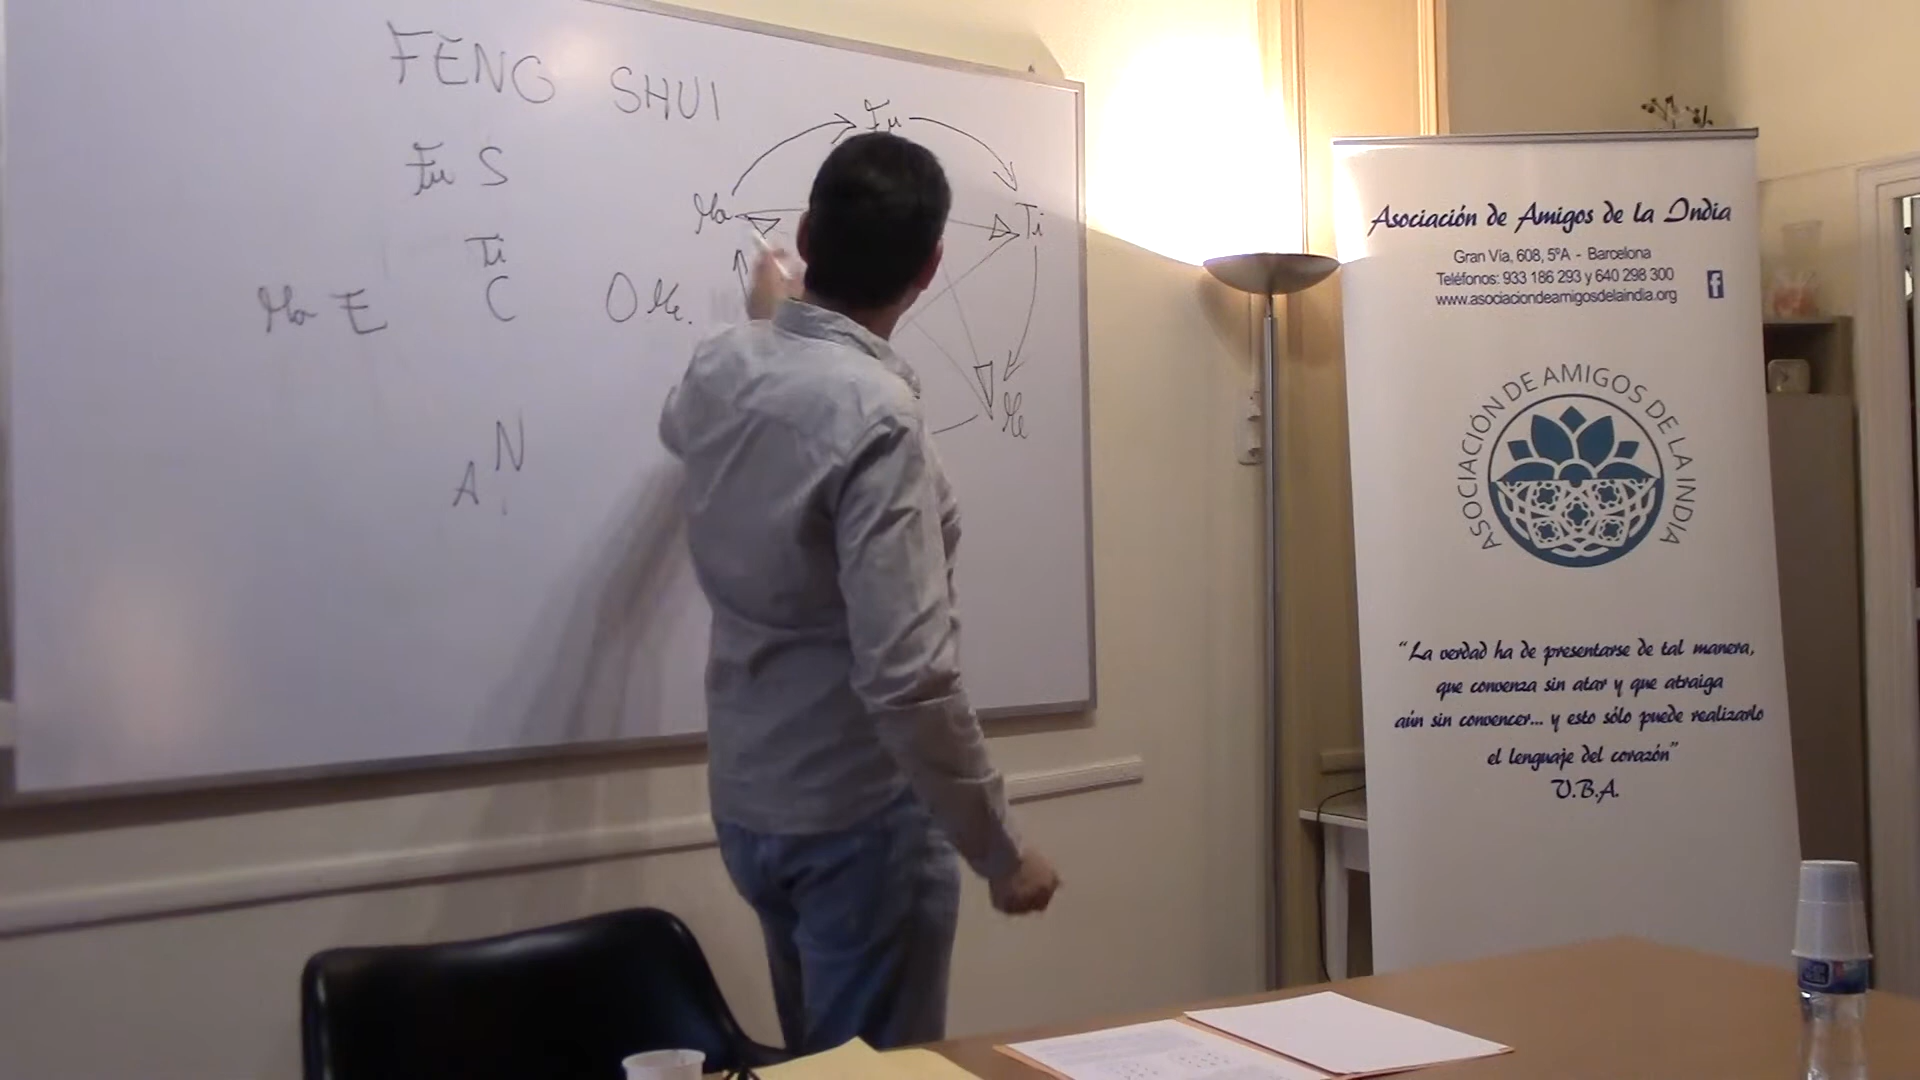 FENG SHUI
Fu S
Ti
Ma E C O Me.
N
A
Fu
Ma Ti
Me
Asociación de Amigos de la India
Gran Vía, 608, 5ºA - Barcelona
Teléfonos: 933 186 293 y 640 298 300
www.asociaciondeamigosdelaindia.org
f
ASOCIACIÓN DE AMIGOS DE LA INDIA
"La verdad ha de presentarse de tal manera,
que convenza sin atar y que atraiga
aún sin convencer... y esto sólo puede realizarlo
el lenguaje del corazón"
V.B.A.